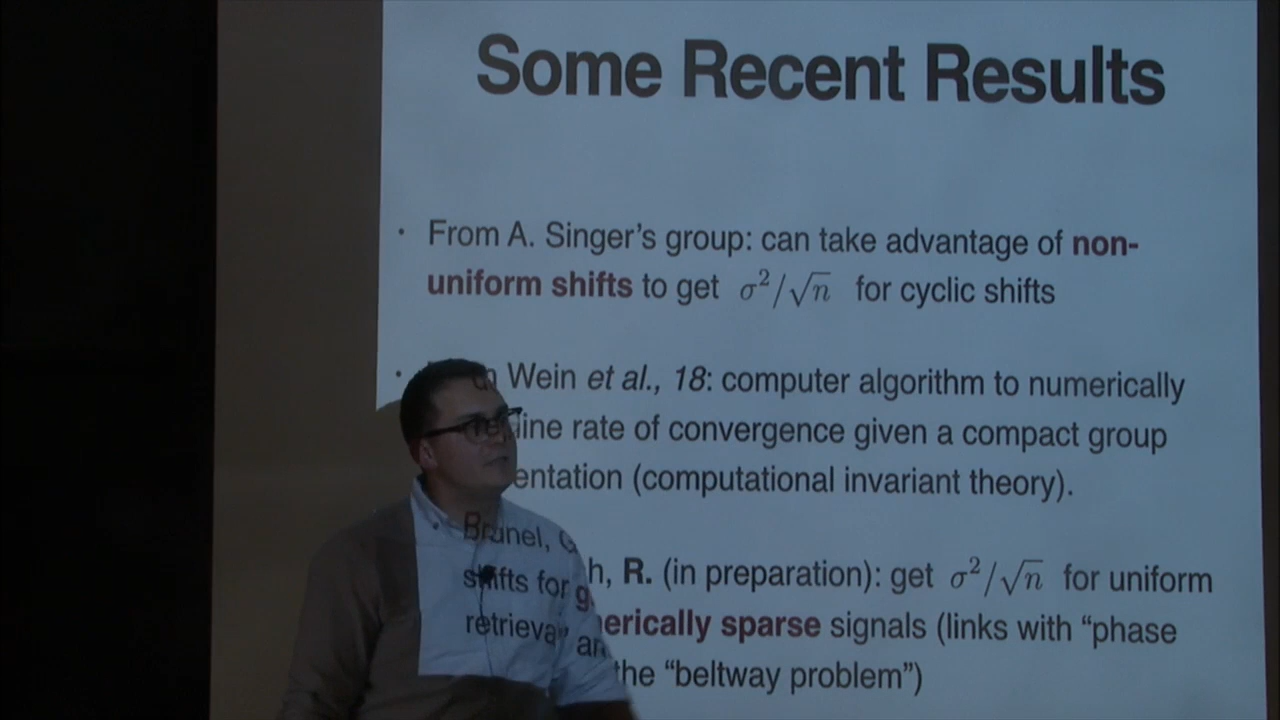 Some Recent Results
· From A. Singer's group: can take advantage of non-
uniform shifts to get σ²/√n for cyclic shifts
· Wein et al., 18: computer algorithm to numerically
rate of convergence given a compact group
(computational invariant theory).
Brunel, R. (in preparation): get σ²/√n for uniform
shifts for sparse signals (links with “phase
the “beltway problem”)